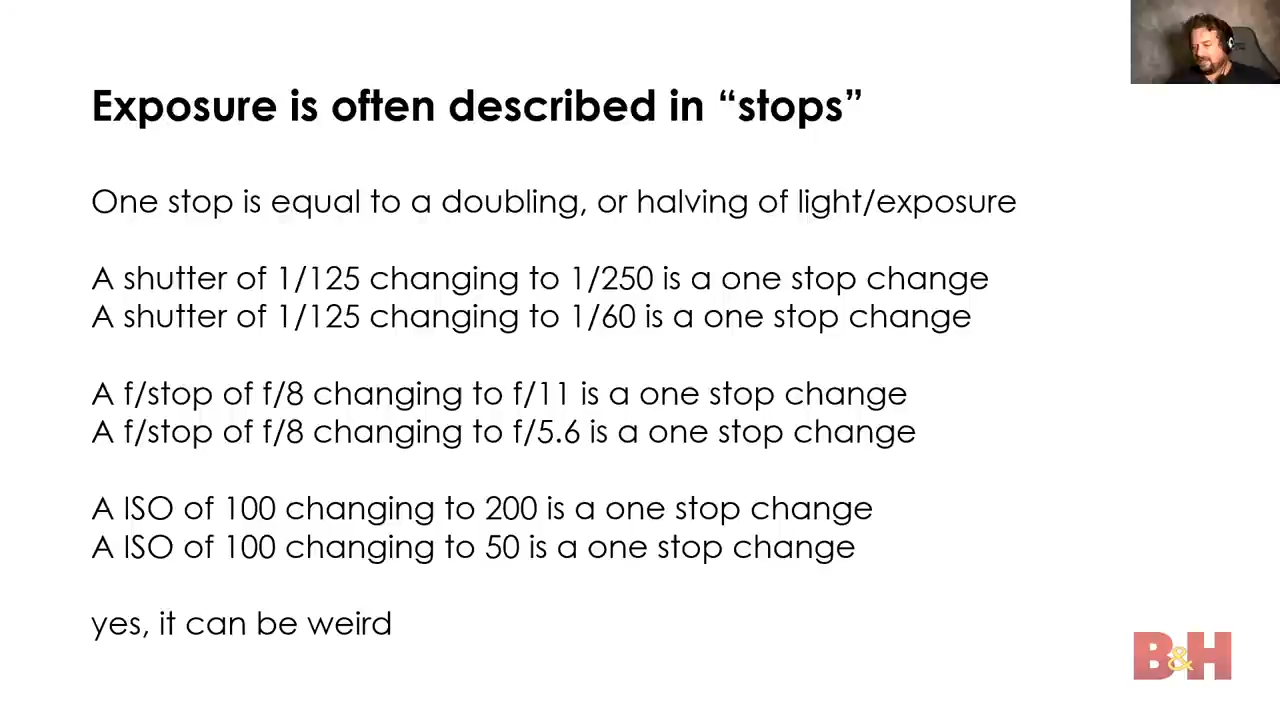 Exposure is often described in “stops”
One stop is equal to a doubling, or halving of light/exposure
A shutter of 1/125 changing to 1/250 is a one stop change
A shutter of 1/125 changing to 1/60 is a one stop change
A f/stop of f/8 changing to f/11 is a one stop change
A f/stop of f/8 changing to f/5.6 is a one stop change
A ISO of 100 changing to 200 is a one stop change
A ISO of 100 changing to 50 is a one stop change
yes, it can be weird
B&H